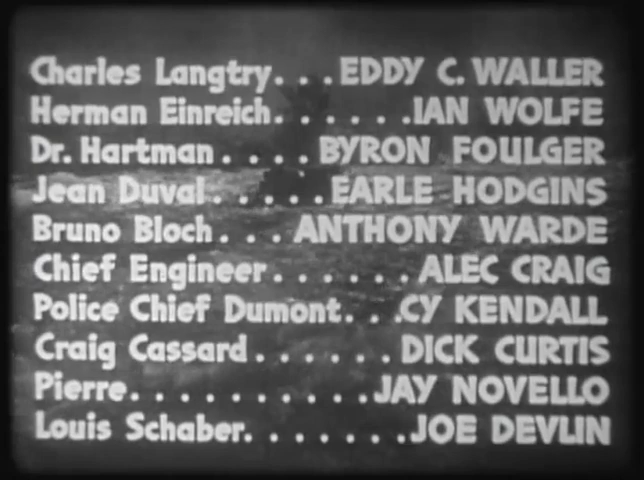 Charles Langtry. . . EDDY C. WALLER
Herman Einreich. . . . . . .IAN WOLFE
Dr. Hartman . . . . BYRON FOULGER
Jean Duval . . . . . EARLE HODGINS
Bruno Bloch . . . ANTHONY WARDE
Chief Engineer . . . . . . . ALEC CRAIG
Police Chief Dumont. . .CY KENDALL
Craig Cassard . . . . . . DICK CURTIS
Pierre. . . . . . . . . . . .JAY NOVELLO
Louis Schaber. . . . . . . .JOE DEVLIN